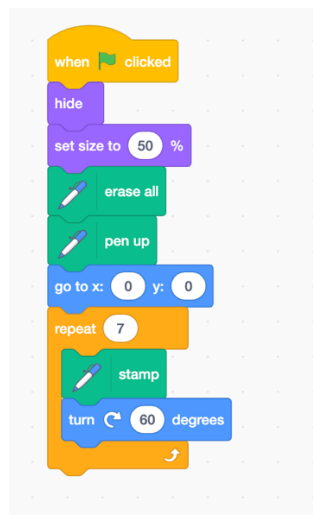 when clicked
hide
set size to 50 %
erase all
pen up
go to x: 0 y: 0
repeat 7
stamp
turn 60 degrees